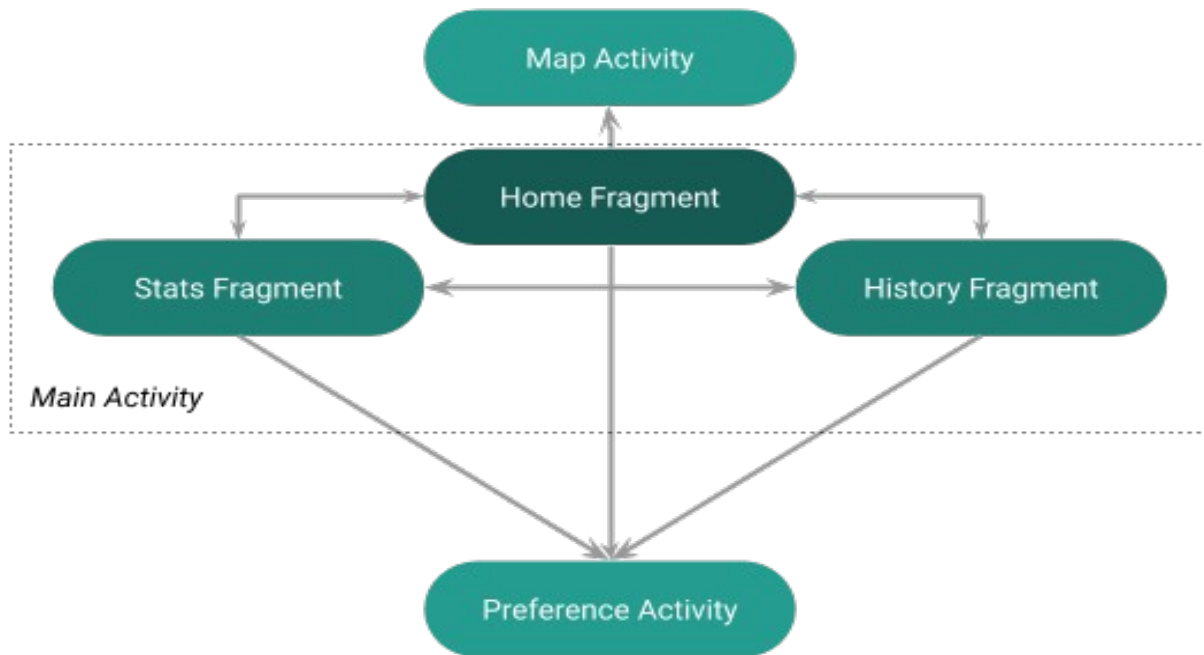 Map Activity
Home Fragment
Stats Fragment
History Fragment
Main Activity
Preference Activity